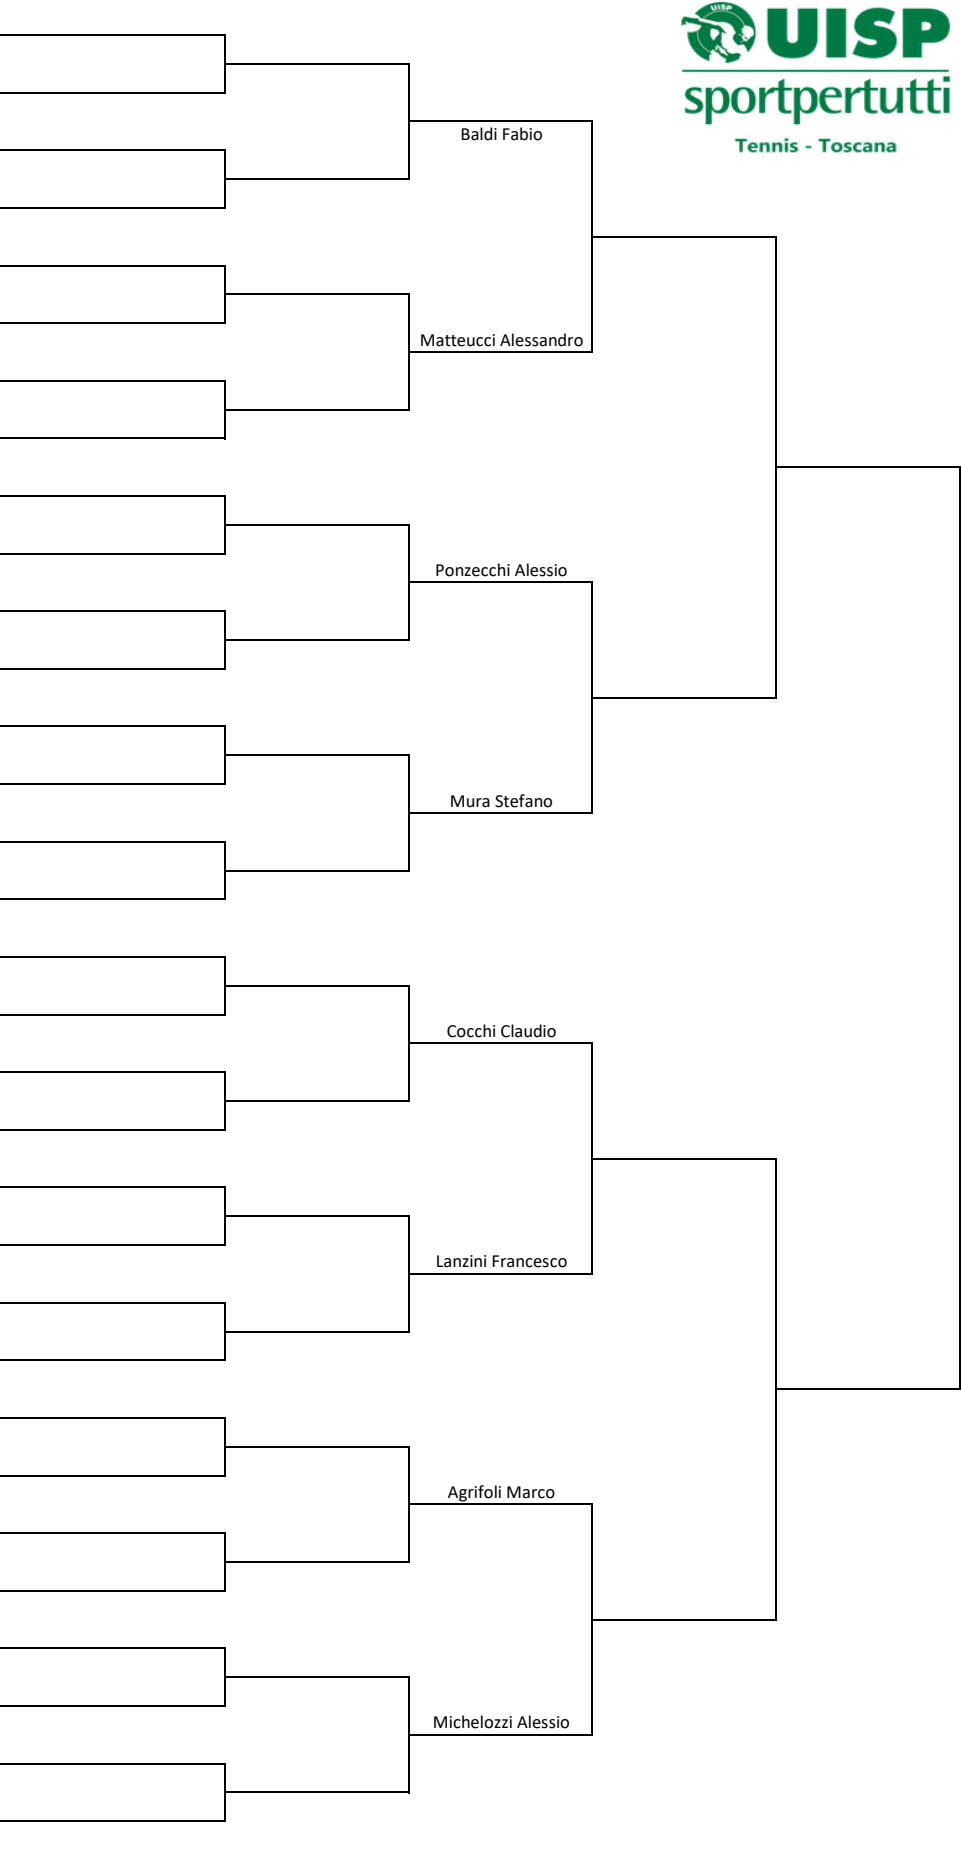 UISP
UISP
sportpertutti
Tennis - Toscana
Baldi Fabio
Matteucci Alessandro
Ponzecchi Alessio
Mura Stefano
Cocchi Claudio
Lanzini Francesco
Agrifoli Marco
Michelozzi Alessio